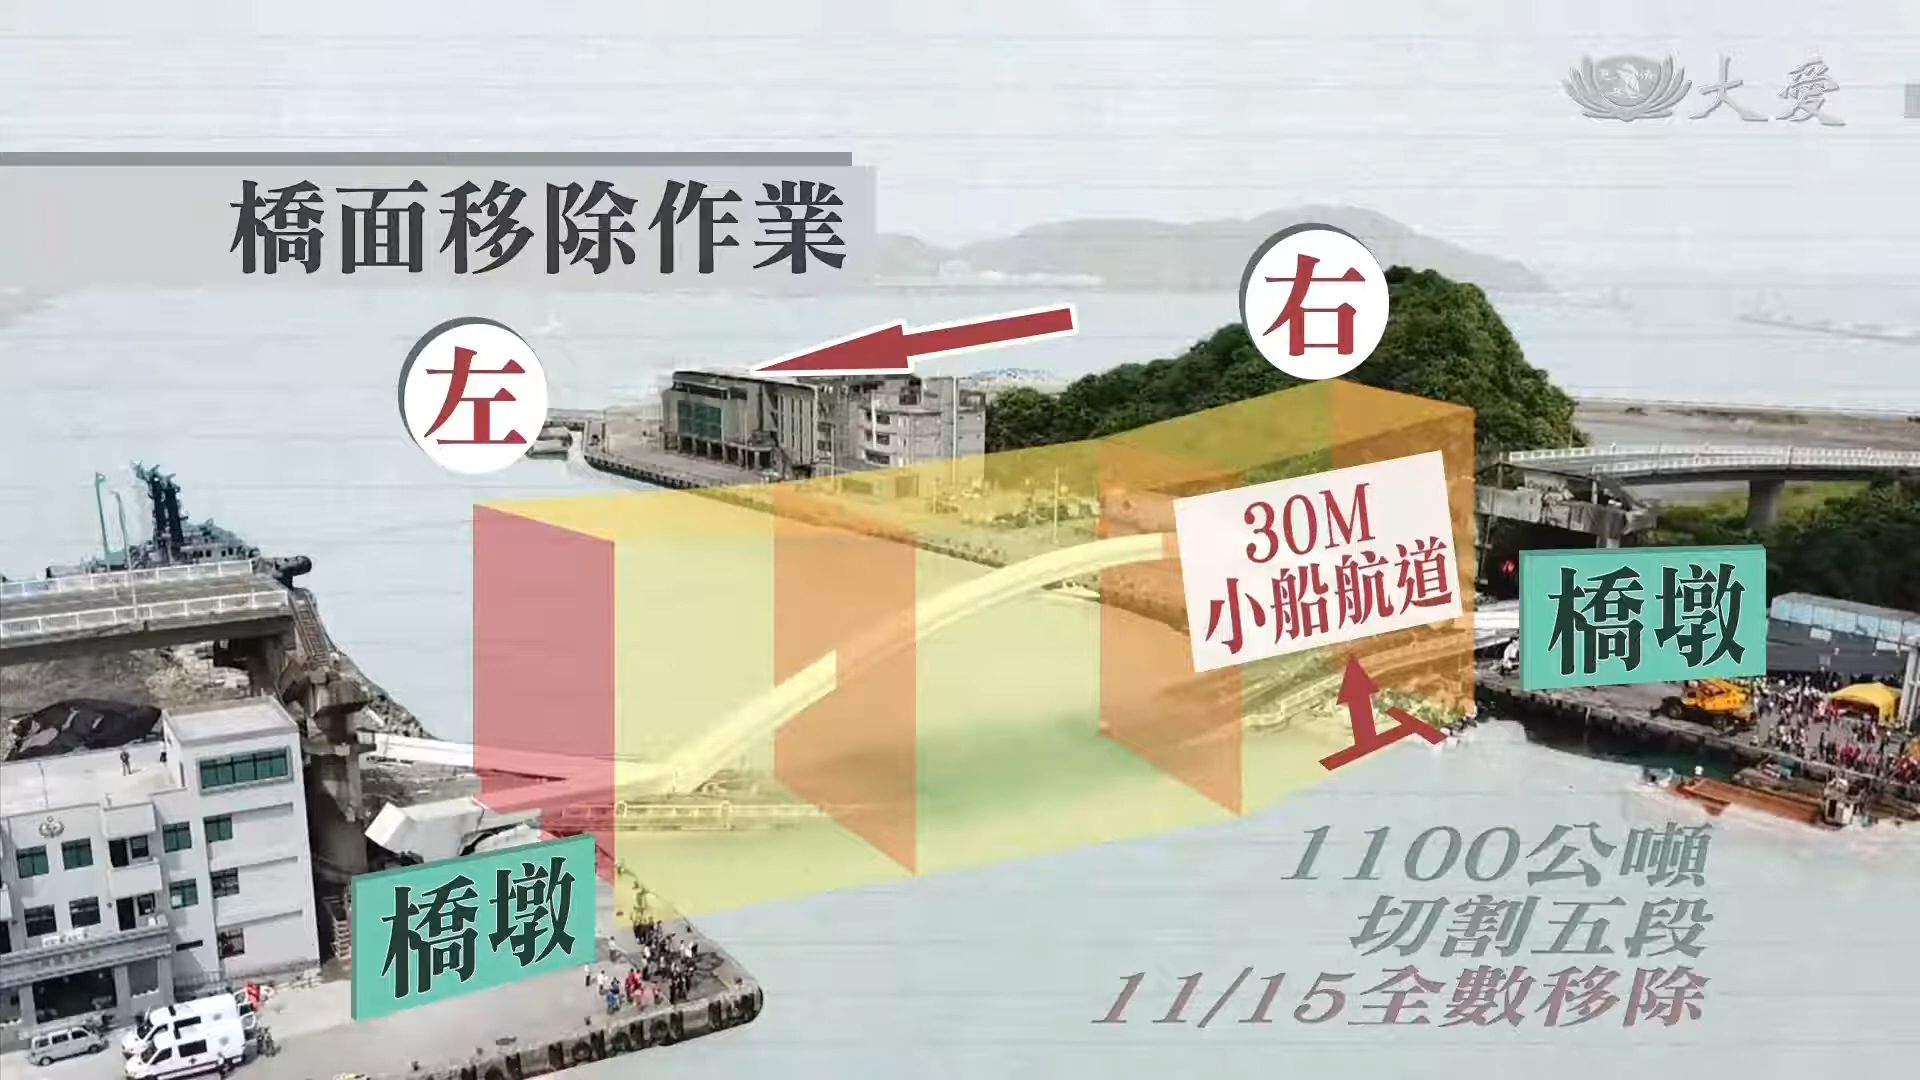 大愛
橋面移除作業
左
右
30M
小船航道
橋墩
橋墩
1100公噸
切割五段
11/15全數移除